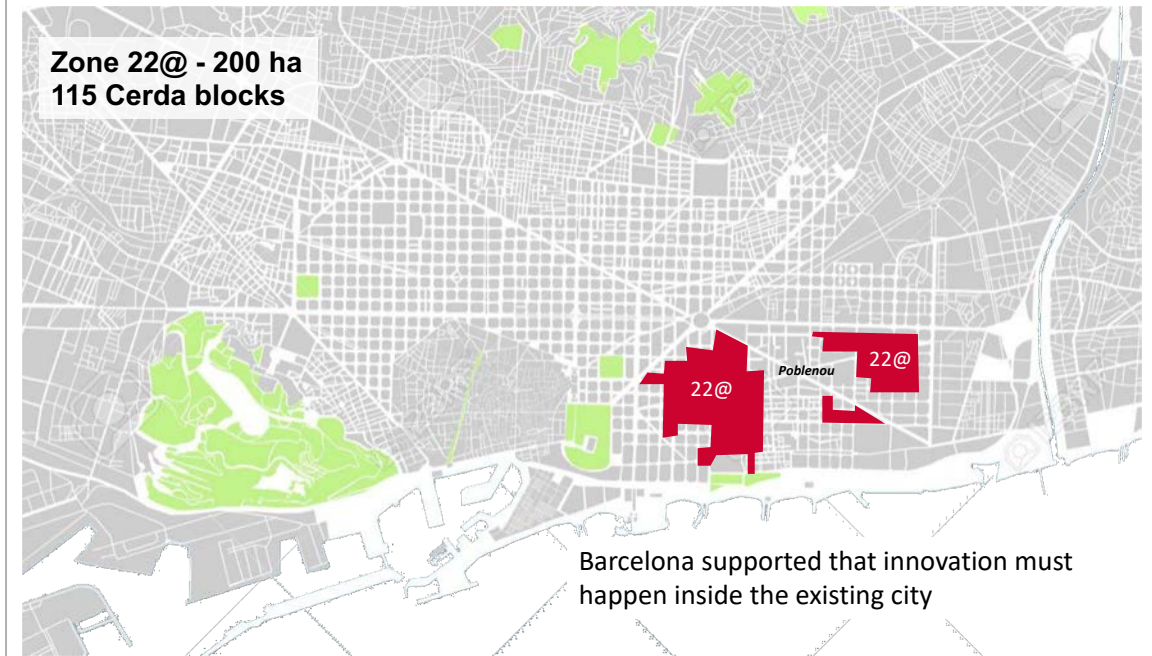 Zone 22@ - 200 ha
115 Cerda blocks
22@
Poblenou
22@
Barcelona supported that innovation must
happen inside the existing city